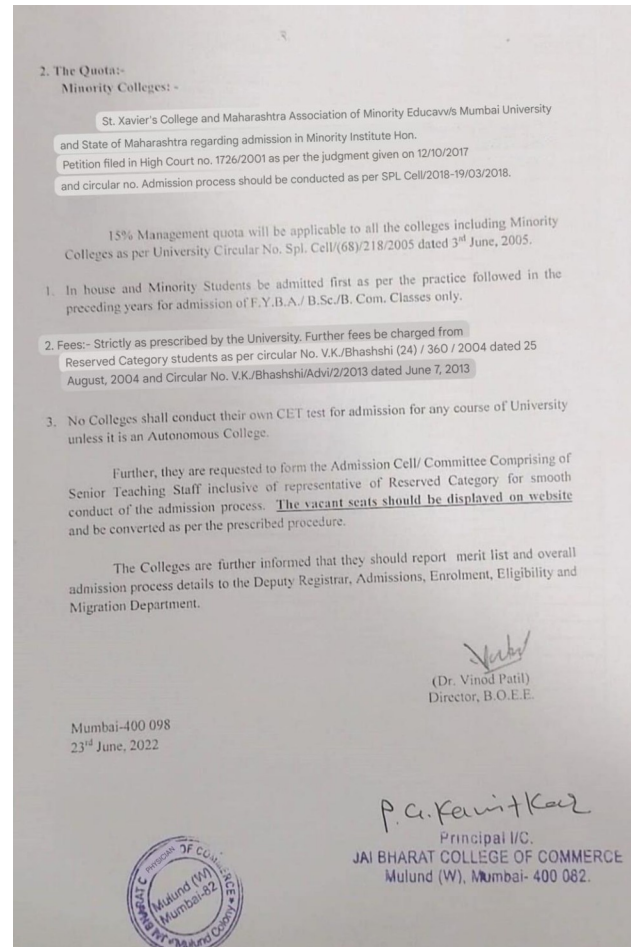 २
2. The Quota:-
Minority Colleges: -
St. Xavier's College and Maharashtra Association of Minority Educavv/s Mumbai University
and State of Maharashtra regarding admission in Minority Institute Hon.
Petition filed in High Court no. 1726/2001 as per the judgment given on 12/10/2017
and circular no. Admission process should be conducted as per SPL Cell/2018-19/03/2018.
15% Management quota will be applicable to all the colleges including Minority
Colleges as per University Circular No. Spl. Cell/(68)/218/2005 dated 3rd June, 2005.
1. In house and Minority Students be admitted first as per the practice followed in the
preceding years for admission of F.Y.B.A./ B.Sc./B. Com. Classes only.
2. Fees:- Strictly as prescribed by the University. Further fees be charged from
Reserved Category students as per circular No. V.K./Bhashshi (24) / 360 / 2004 dated 25
August, 2004 and Circular No. V.K./Bhashshi/Advi/2/2013 dated June 7, 2013
3. No Colleges shall conduct their own CET test for admission for any course of University
unless it is an Autonomous College.
Further, they are requested to form the Admission Cell/ Committee Comprising of
Senior Teaching Staff inclusive of representative of Reserved Category for smooth
conduct of the admission process. The vacant seats should be displayed on website
and be converted as per the prescribed procedure.
The Colleges are further informed that they should report merit list and overall
admission process details to the Deputy Registrar, Admissions, Enrolment, Eligibility and
Migration Department.
(Dr. Vinod Patil)
Director, B.O.E.E.
Mumbai-400 098
23rd June, 2022
P. G. Kanitkar
Principal I/C.
JAI BHARAT COLLEGE OF COMMERCE
Mulund (W), Mumbai- 400 082.
JAI BHARAT C PHYSICIAN OF COMMERCE
Mulund (W)
Mumbai-82
Mulund Colony